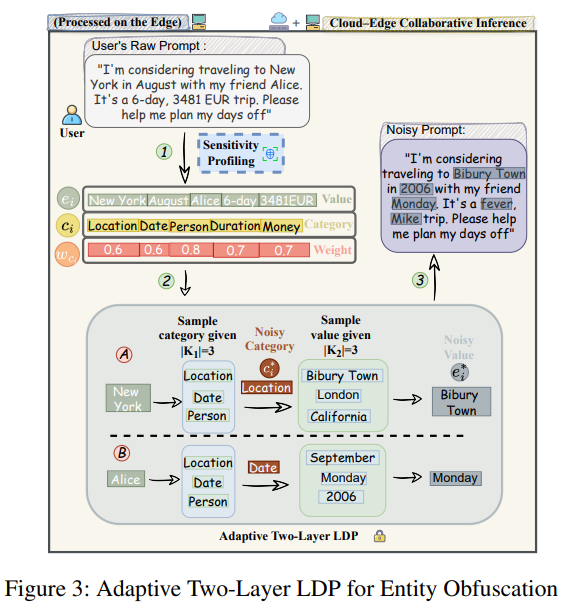 (Processed on the Edge)
+
Cloud–Edge Collaborative Inference
User's Raw Prompt :
"I'm considering traveling to New
York in August with my friend Alice.
It's a 6-day, 3481 EUR trip. Please
help me plan my days off"
User
1
Sensitivity
Profiling
Noisy Prompt:
"I'm considering
traveling to Bibury Town
in 2006 with my friend
Monday. It's a fever,
Mike trip. Please help
me plan my days off"
e_i New York August Alice 6-day 3481EUR Value
c_i Location Date Person Duration Money Category
w_{c_i} 0.6 0.6 0.8 0.7 0.7 Weight
2
3
Sample
category given
|K₁|=3
Noisy
Category
c_i^*
Sample
value given
|K₂|=3
Noisy
Value
e_i^*
A
New
York
Location
Date
Person
Location
Bibury Town
London
California
Bibury
Town
B
Alice
Location
Date
Person
Date
September
Monday
2006
Monday
Adaptive Two-Layer LDP
Figure 3: Adaptive Two-Layer LDP for Entity Obfuscation